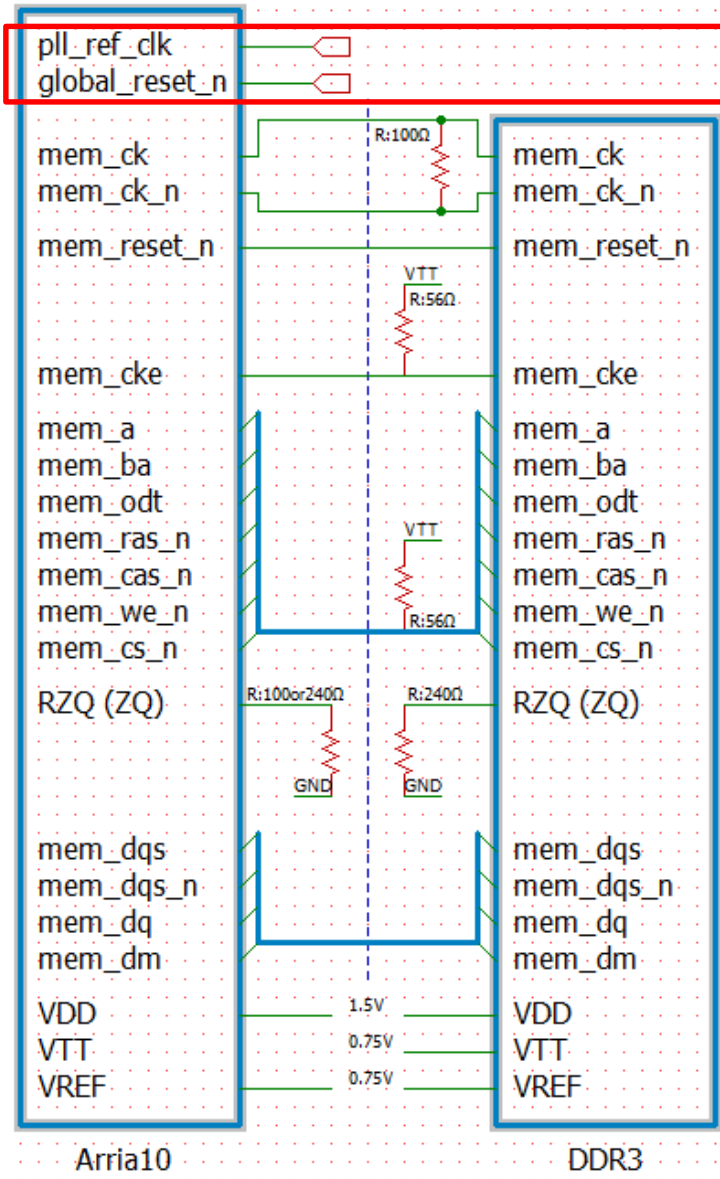 pll_ref_clk
global_reset_n
R:100Ω
mem_ck mem_ck
mem_ck_n mem_ck_n
mem_reset_n mem_reset_n
VTT
R:56Ω
mem_cke mem_cke
mem_a mem_a
mem_ba mem_ba
mem_odt mem_odt
VTT
mem_ras_n mem_ras_n
mem_cas_n mem_cas_n
mem_we_n mem_we_n
R:56Ω
mem_cs_n mem_cs_n
R:100or240Ω R:240Ω
RZQ (ZQ) RZQ (ZQ)
GND GND
mem_dqs mem_dqs
mem_dqs_n mem_dqs_n
mem_dq mem_dq
mem_dm mem_dm
VDD 1.5V VDD
VTT 0.75V VTT
VREF 0.75V VREF
Arria10 DDR3